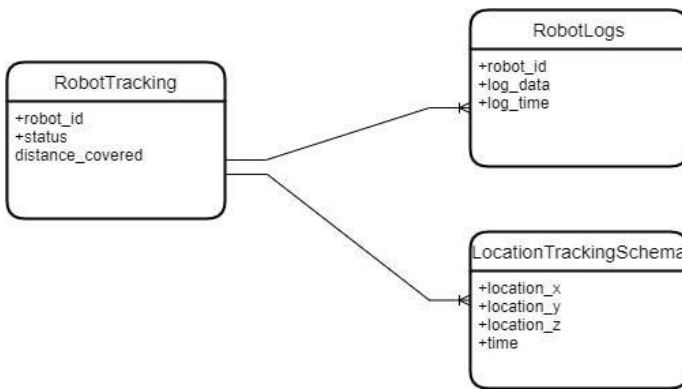 RobotTracking
+robot_id
+status
distance_covered
RobotLogs
+robot_id
+log_data
+log_time
LocationTrackingSchema
+location_x
+location_y
+location_z
+time